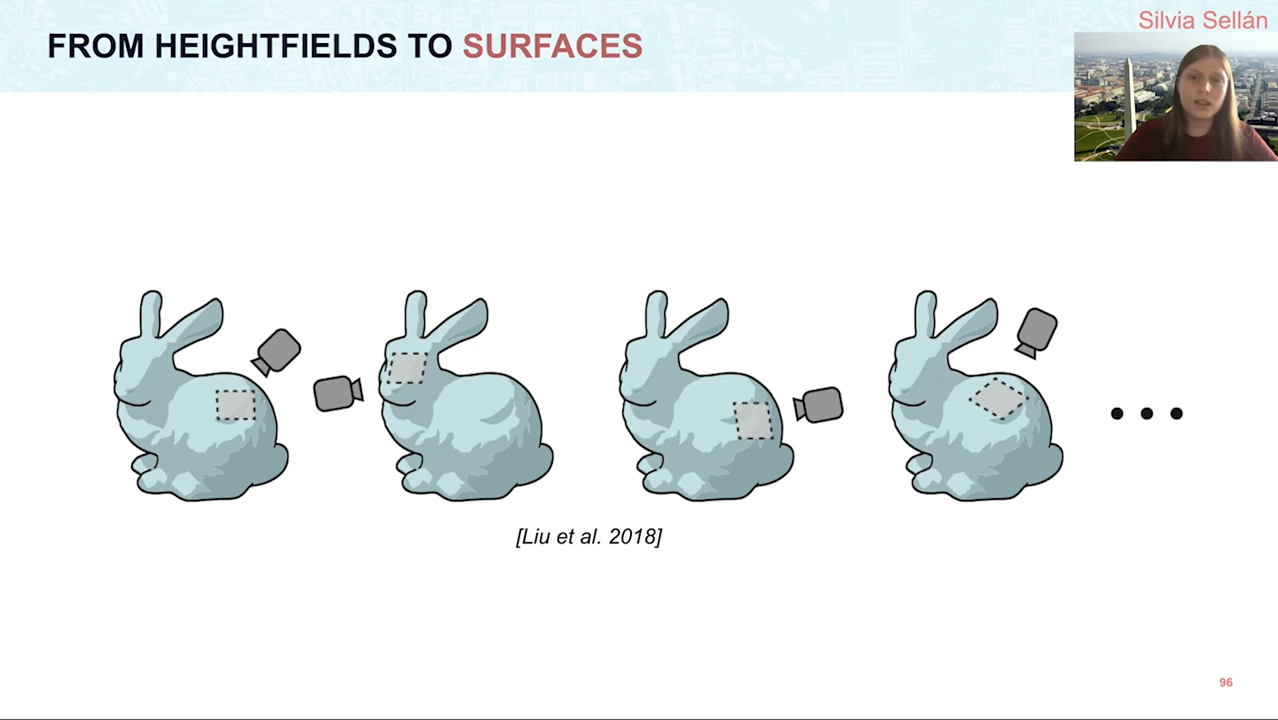 FROM HEIGHTFIELDS TO SURFACES
Silvia Sellán
[Liu et al. 2018]
96